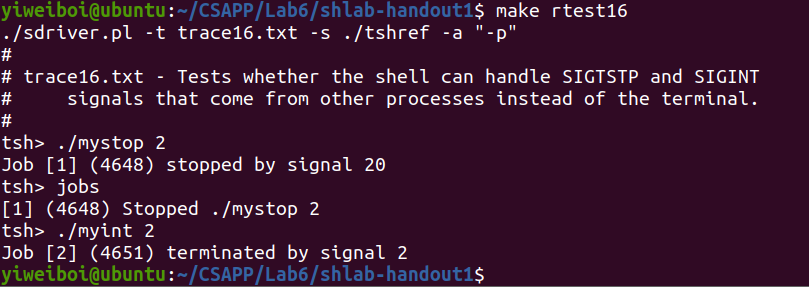 yiweiboi@ubuntu:~/CSAPP/Lab6/shlab-handout1$ make rtest16
./sdriver.pl -t trace16.txt -s ./tshref -a "-p"
#
# trace16.txt - Tests whether the shell can handle SIGTSTP and SIGINT
#     signals that come from other processes instead of the terminal.
#
tsh> ./mystop 2
Job [1] (4648) stopped by signal 20
tsh> jobs
[1] (4648) Stopped ./mystop 2
tsh> ./myint 2
Job [2] (4651) terminated by signal 2
yiweiboi@ubuntu:~/CSAPP/Lab6/shlab-handout1$